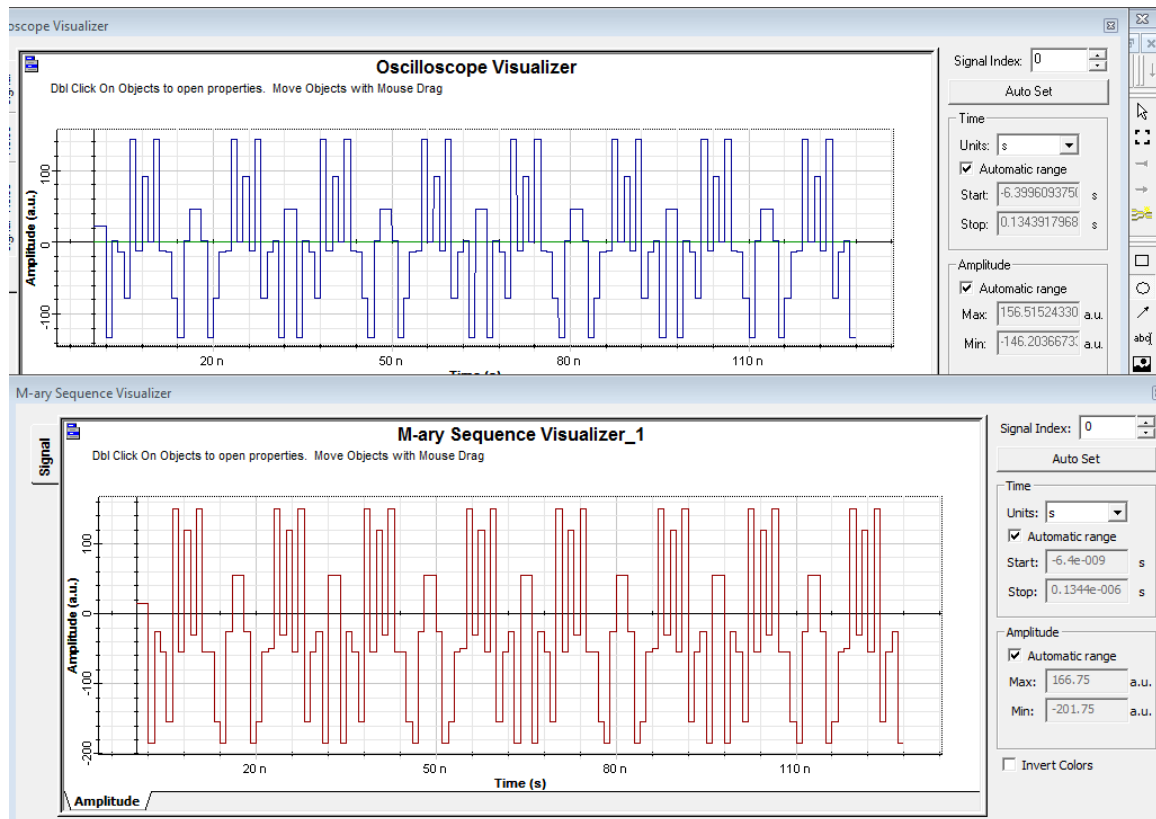 oscope Visualizer
Oscilloscope Visualizer
Dbl Click On Objects to open properties. Move Objects with Mouse Drag
Signal Index: 0
Auto Set
Time
Units: s
Automatic range
Start: -6.3996093750 s
Stop: 0.1343917968 s
Amplitude
Automatic range
Max: 156.51524330 a.u.
Min: -146.20366733 a.u.
Amplitude (a.u.)
100
0
-100
20 n 50 n 80 n 110 n
Time (s)
M-ary Sequence Visualizer
Signal
M-ary Sequence Visualizer_1
Dbl Click On Objects to open properties. Move Objects with Mouse Drag
Signal Index: 0
Auto Set
Time
Units: s
Automatic range
Start: -6.4e-009 s
Stop: 0.1344e-006 s
Amplitude
Automatic range
Max: 166.75 a.u.
Min: -201.75 a.u.
Invert Colors
Amplitude (a.u.)
100
0
-100
-200
20 n 50 n 80 n 110 n
Time (s)
Amplitude